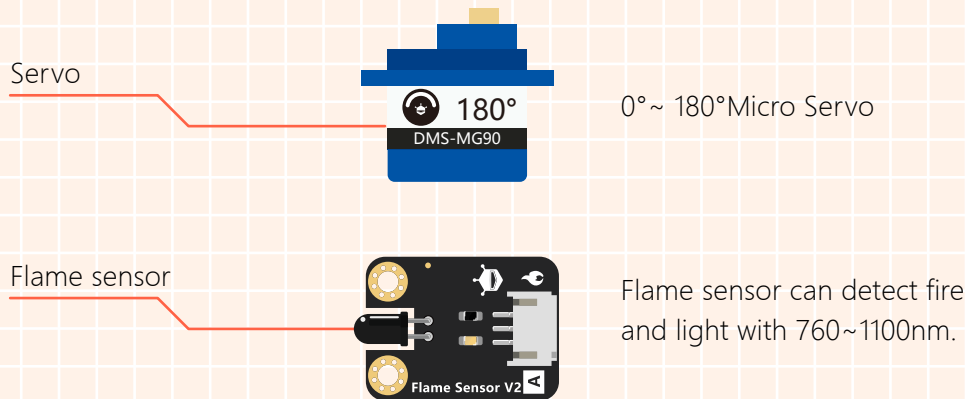 Servo
180°
DMS-MG90
0°~ 180°Micro Servo
Flame sensor
Flame Sensor V2
A
Flame sensor can detect fire
and light with 760~1100nm.